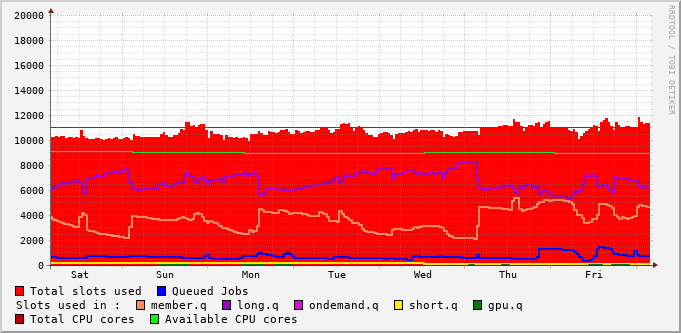 RRDTOOL / TOBI OETIKER
20000
18000
16000
14000
12000
10000
8000
6000
4000
2000
0
Sat Sun Mon Tue Wed Thu Fri
Total slots used Queued Jobs
Slots used in : member.q long.q ondemand.q short.q gpu.q
Total CPU cores Available CPU cores